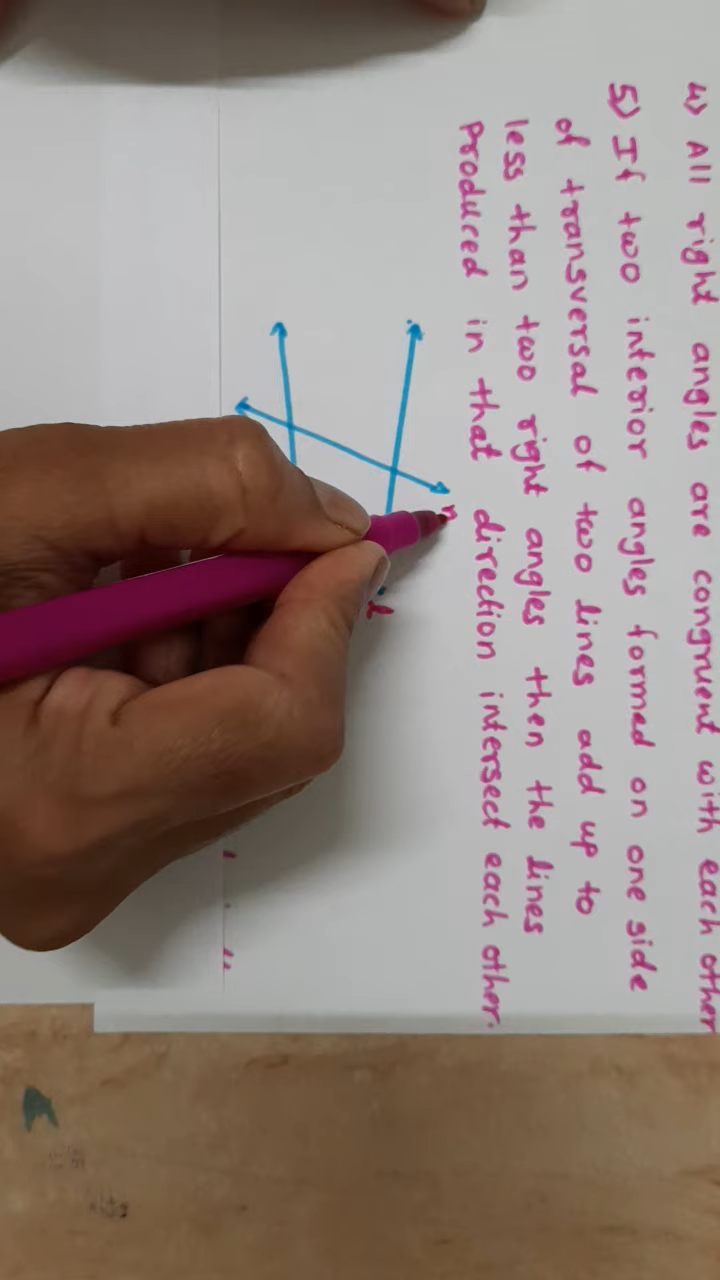 4) All right angles are congruent with each other
5) If two interior angles formed on one side
of transversal of two lines add up to
less than two right angles then the lines
produced in that direction intersect each other.
n
l